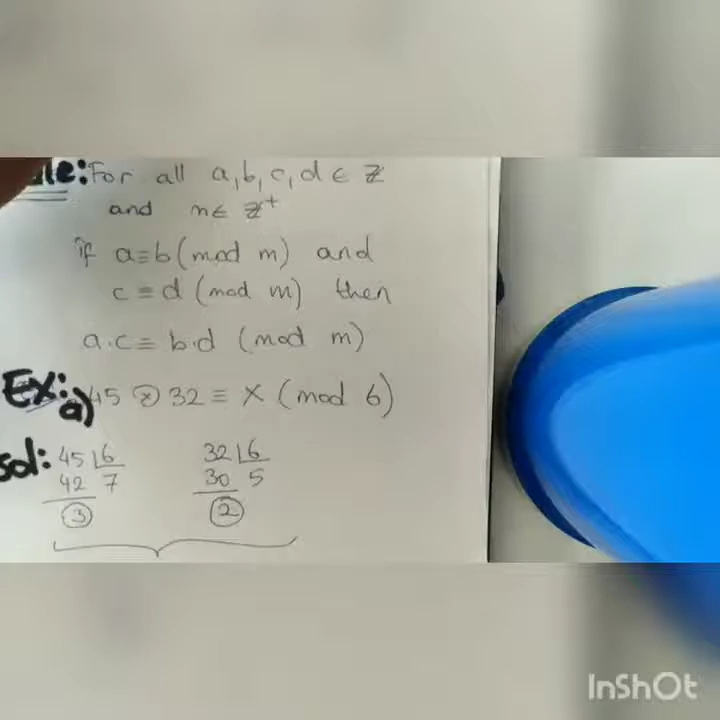 ule: For all a, b, c, d ∈ Z
and m ∈ Z⁺
if a ≡ b (mod m) and
c ≡ d (mod m) then
a.c ≡ b.d (mod m)
EX: a) 45 ⊗ 32 ≡ X (mod 6)
sol: 45 6 32 6
42 7 30 5
3 2
InShOt